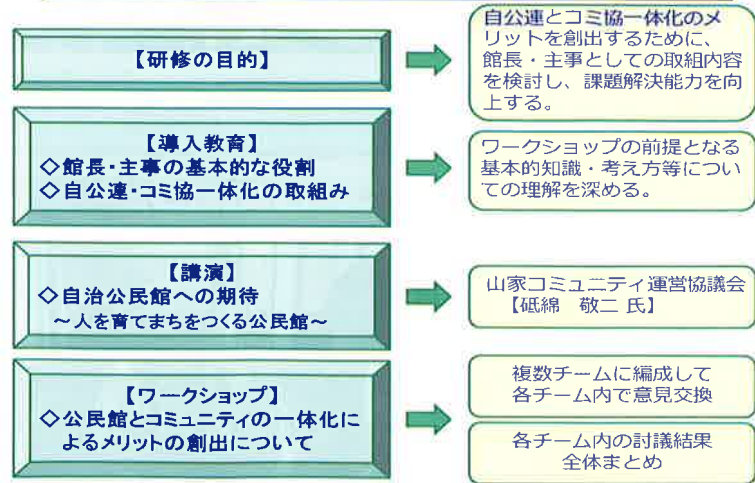 【研修の目的】
自公連とコミ協一体化のメ
リットを創出するために、
館長・主事としての取組内容
を検討し、課題解決能力を向
上する。
【導入教育】
◇館長・主事の基本的な役割
◇自公連・コミ協一体化の取組み
ワークショップの前提となる
基本的知識・考え方等につい
ての理解を深める。
【講演】
◇自治公民館への期待
～人を育てまちをつくる公民館～
山家コミュニティ運営協議会
【砥綿　敬二 氏】
【ワークショップ】
◇公民館とコミュニティの一体化に
よるメリットの創出について
複数チームに編成して
各チーム内で意見交換
各チーム内の討議結果
全体まとめ